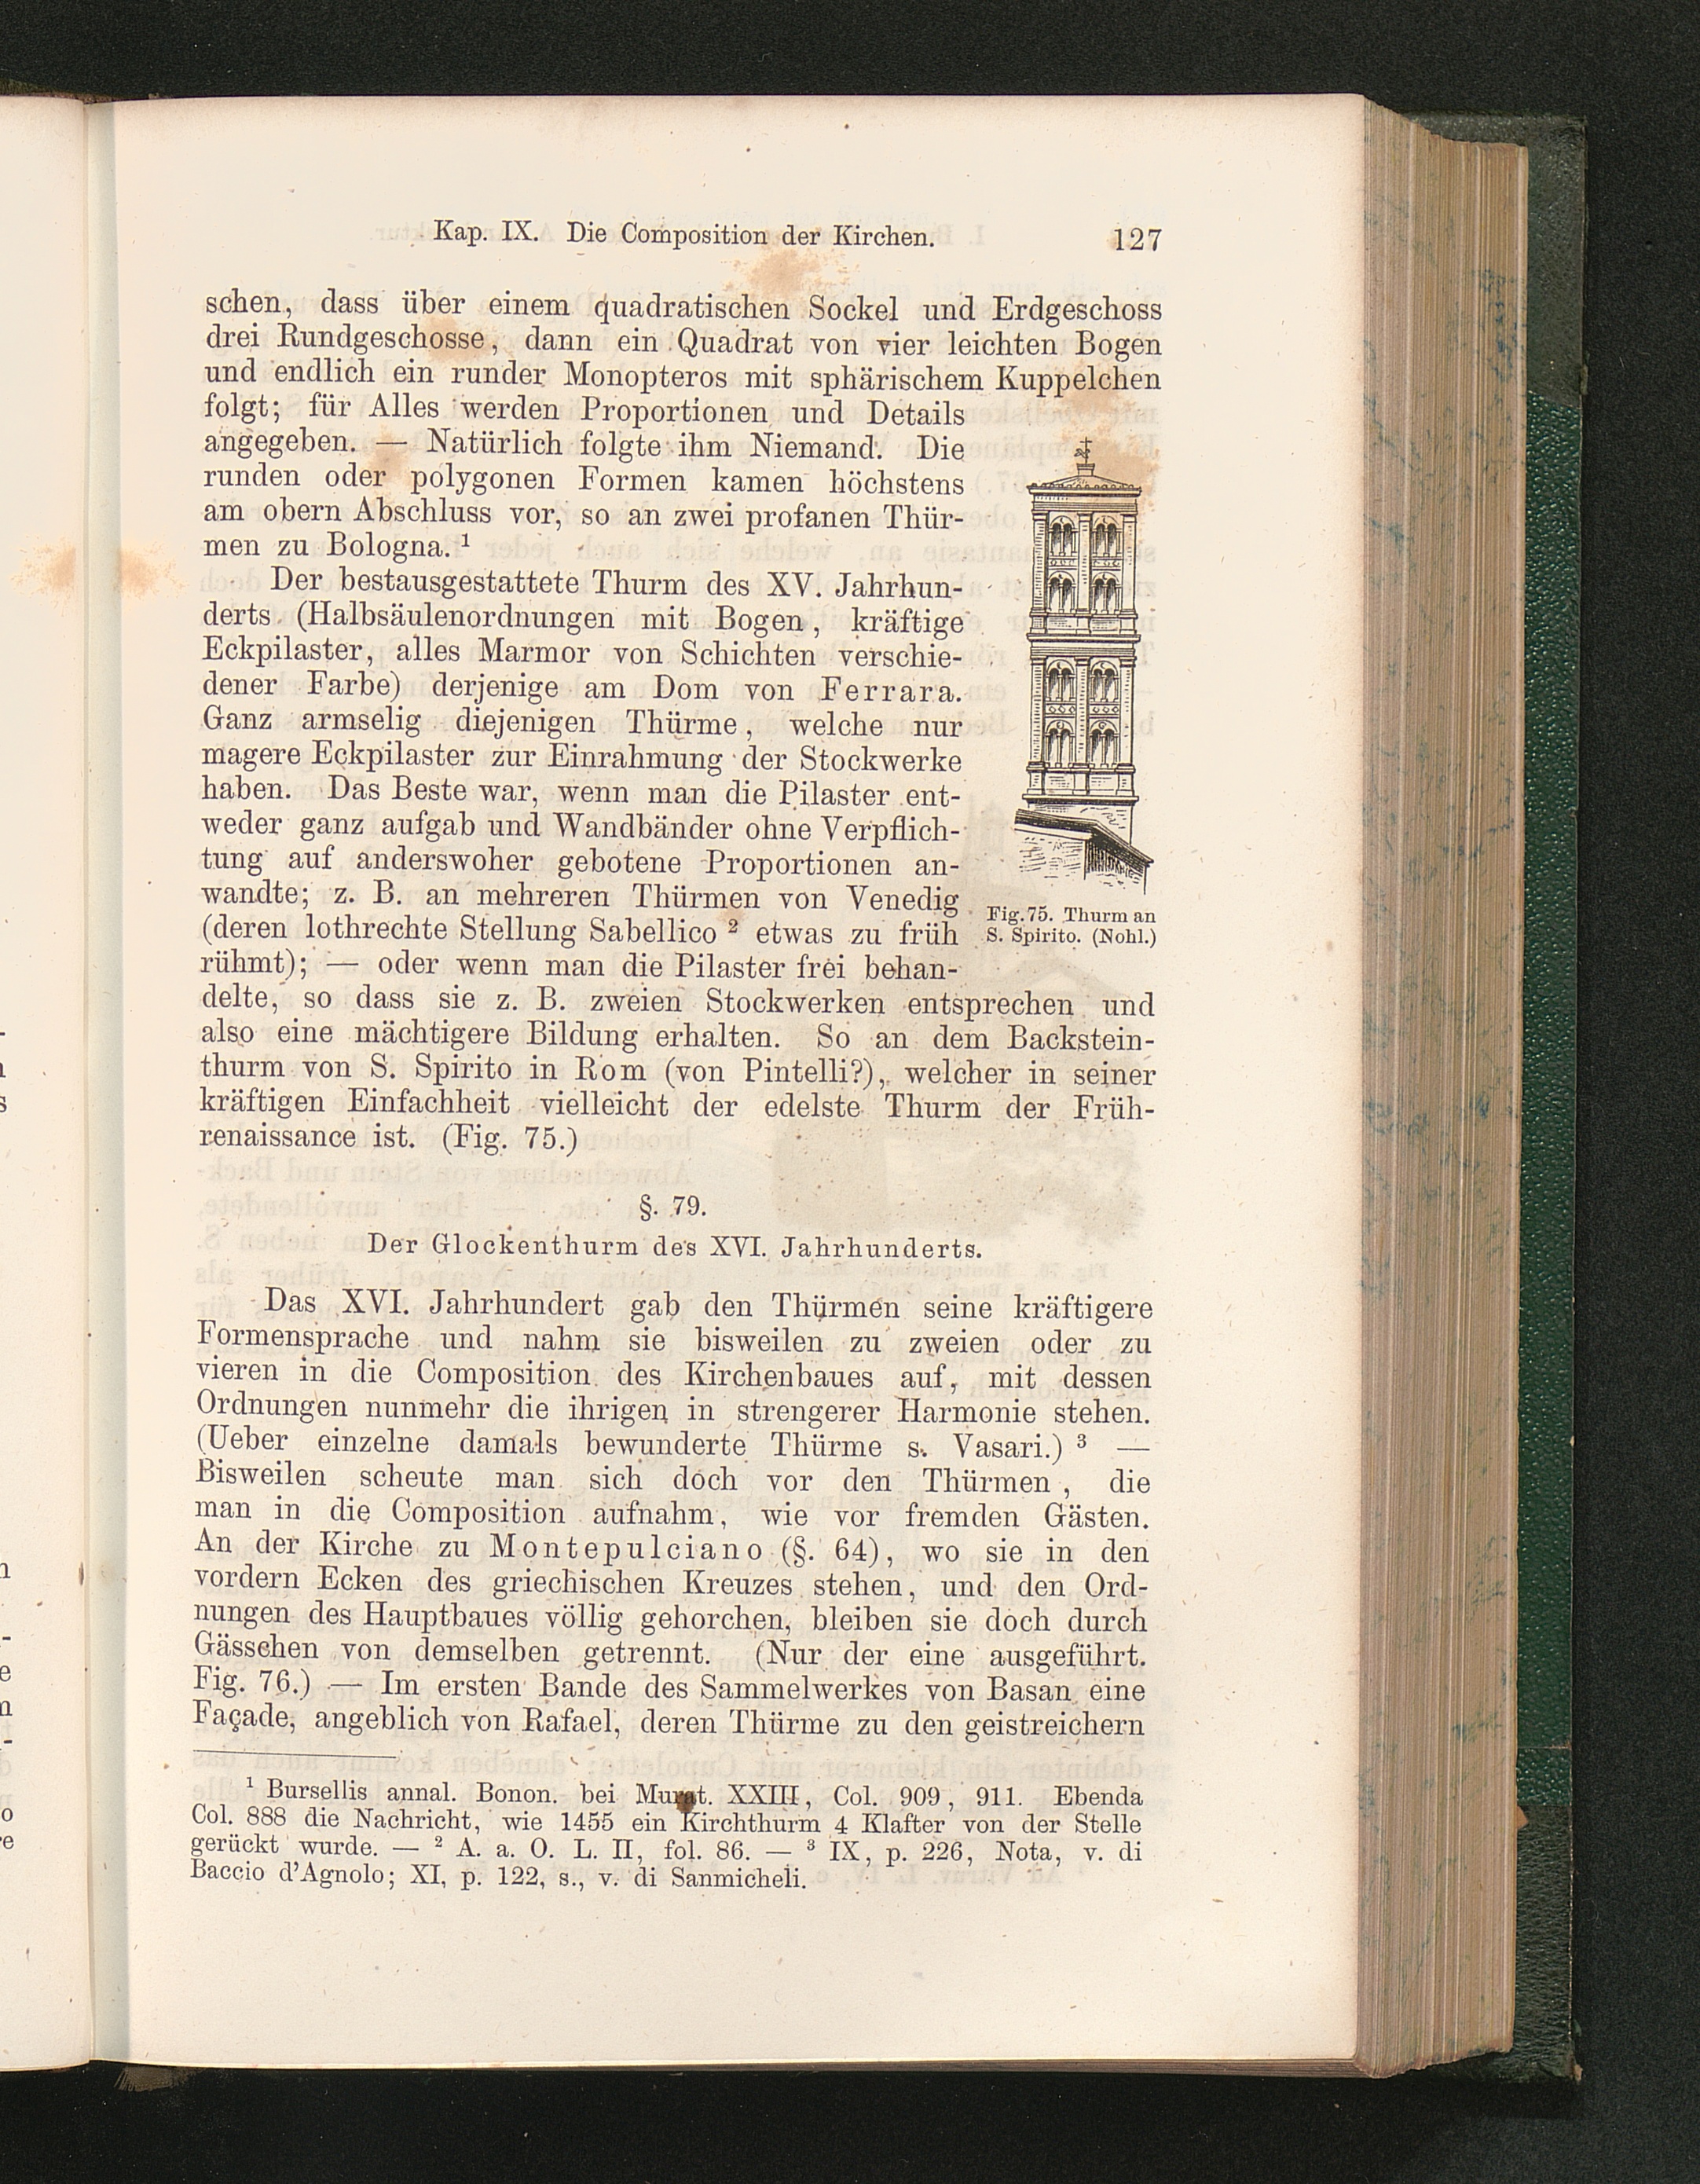 Kap. IX. Die Composition der Kirchen. 127
schen, dass über einem quadratischen Sockel und Erdgeschoss
drei Rundgeschosse, dann ein Quadrat von vier leichten Bogen
und endlich ein runder Monopteros mit sphärischem Kuppelchen
folgt; für Alles werden Proportionen und Details
angegeben. — Natürlich folgte ihm Niemand. Die
runden oder polygonen Formen kamen höchstens
am obern Abschluss vor, so an zwei profanen Thür-
men zu Bologna.¹
Der bestausgestattete Thurm des XV. Jahrhun-
derts (Halbsäulenordnungen mit Bogen, kräftige
Eckpilaster, alles Marmor von Schichten verschie-
dener Farbe) derjenige am Dom von Ferrara.
Ganz armselig diejenigen Thürme, welche nur
magere Eckpilaster zur Einrahmung der Stockwerke
haben. Das Beste war, wenn man die Pilaster ent-
weder ganz aufgab und Wandbänder ohne Verpflich-
tung auf anderswoher gebotene Proportionen an-
wandte; z. B. an mehreren Thürmen von Venedig
(deren lothrechte Stellung Sabellico ² etwas zu früh
rühmt); — oder wenn man die Pilaster frei behan-
delte, so dass sie z. B. zweien Stockwerken entsprechen und
also eine mächtigere Bildung erhalten. So an dem Backstein-
thurm von S. Spirito in Rom (von Pintelli?), welcher in seiner
kräftigen Einfachheit vielleicht der edelste Thurm der Früh-
renaissance ist. (Fig. 75.)
Fig. 75. Thurm an
S. Spirito. (Nohl.)
§. 79.
Der Glockenthurm des XVI. Jahrhunderts.
Das XVI. Jahrhundert gab den Thürmen seine kräftigere
Formensprache und nahm sie bisweilen zu zweien oder zu
vieren in die Composition des Kirchenbaues auf, mit dessen
Ordnungen nunmehr die ihrigen in strengerer Harmonie stehen.
(Ueber einzelne damals bewunderte Thürme s. Vasari.) ³ —
Bisweilen scheute man sich doch vor den Thürmen, die
man in die Composition aufnahm, wie vor fremden Gästen.
An der Kirche zu Montepulciano (§. 64), wo sie in den
vordern Ecken des griechischen Kreuzes stehen, und den Ord-
nungen des Hauptbaues völlig gehorchen, bleiben sie doch durch
Gässchen von demselben getrennt. (Nur der eine ausgeführt.
Fig. 76.) — Im ersten Bande des Sammelwerkes von Basan eine
Façade, angeblich von Rafael, deren Thürme zu den geistreichern
¹ Bursellis annal. Bonon. bei Murat. XXIII, Col. 909, 911. Ebenda
Col. 888 die Nachricht, wie 1455 ein Kirchthurm 4 Klafter von der Stelle
gerückt wurde. — ² A. a. O. L. II, fol. 86. — ³ IX, p. 226, Nota, v. di
Baccio d'Agnolo; XI, p. 122, s., v. di Sanmicheli.